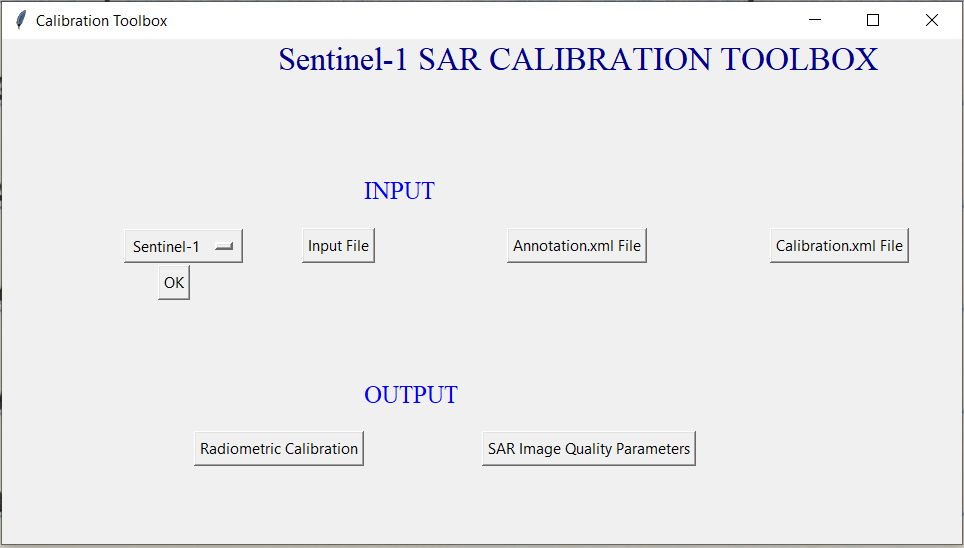 Calibration Toolbox
Sentinel-1 SAR CALIBRATION TOOLBOX
INPUT
Sentinel-1
Input File
Annotation.xml File
Calibration.xml File
OK
OUTPUT
Radiometric Calibration
SAR Image Quality Parameters